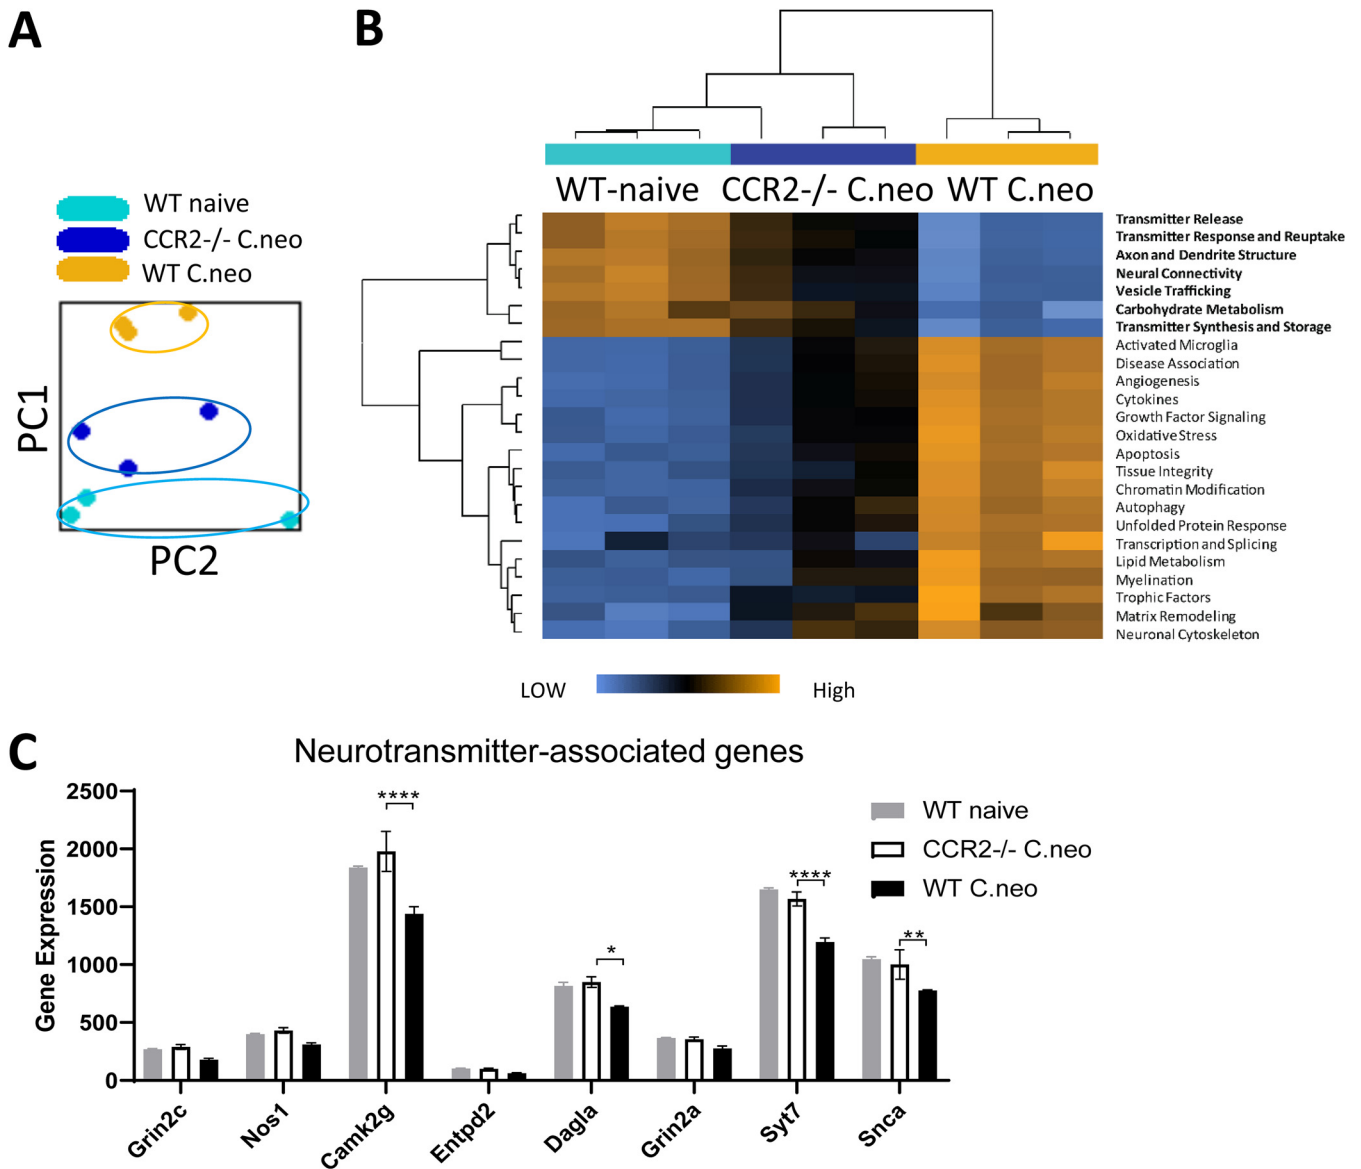 A
B
WT naive
CCR2-/- C.neo
WT C.neo
PC1
PC2
WT-naive
CCR2-/- C.neo
WT C.neo
Transmitter Release
Transmitter Response and Reuptake
Axon and Dendrite Structure
Neural Connectivity
Vesicle Trafficking
Carbohydrate Metabolism
Transmitter Synthesis and Storage
Activated Microglia
Disease Association
Angiogenesis
Cytokines
Growth Factor Signaling
Oxidative Stress
Apoptosis
Tissue Integrity
Chromatin Modification
Autophagy
Unfolded Protein Response
Transcription and Splicing
Lipid Metabolism
Myelination
Trophic Factors
Matrix Remodeling
Neuronal Cytoskeleton
LOW
High
C
Neurotransmitter-associated genes
Gene Expression
2500
2000
1500
1000
500
0
****
*
****
**
WT naive
CCR2-/- C.neo
WT C.neo
Grin2c
Nos1
Camk2g
Entpd2
Dagla
Grin2a
Syt7
Snca